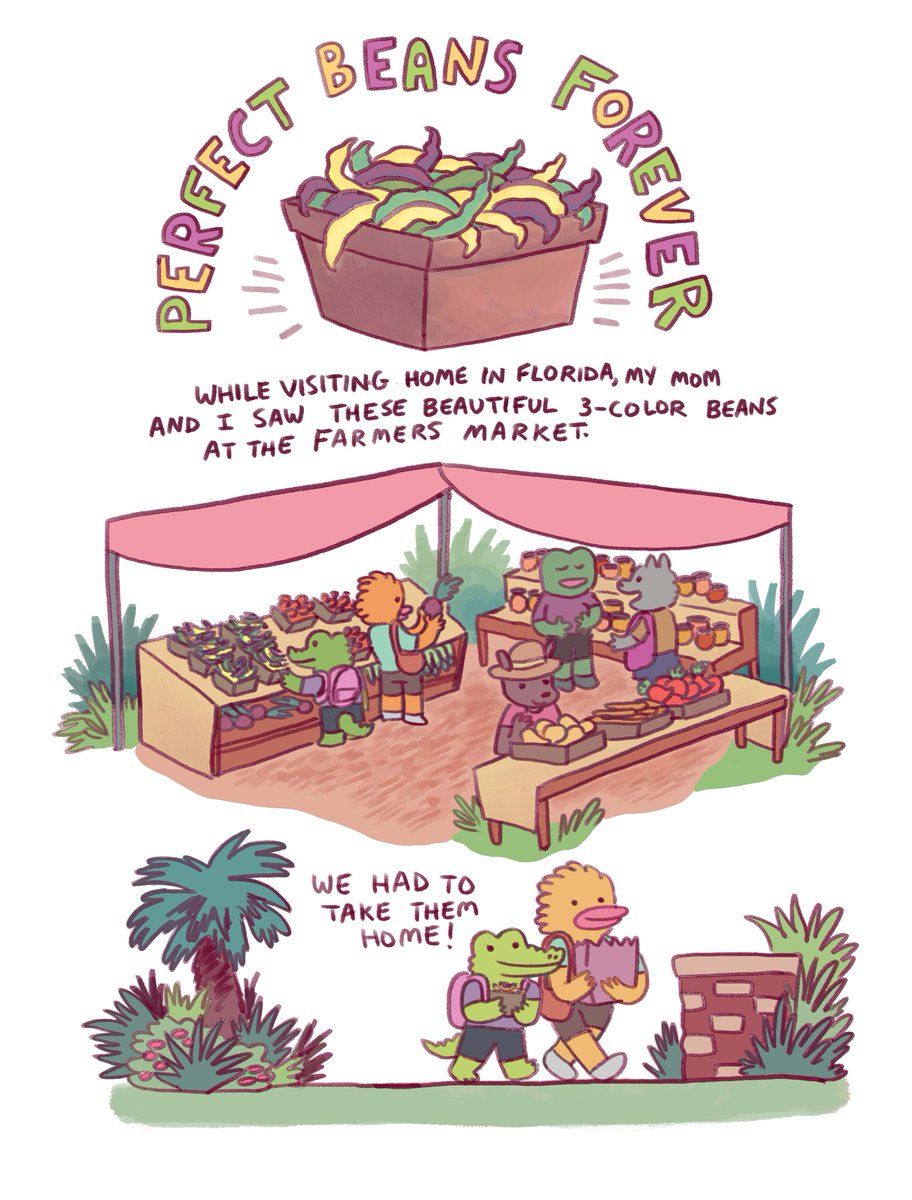 PERFECT BEANS FOREVER
WHILE VISITING HOME IN FLORIDA, MY MOM
AND I SAW THESE BEAUTIFUL 3-COLOR BEANS
AT THE FARMERS MARKET.
WE HAD TO
TAKE THEM
HOME!